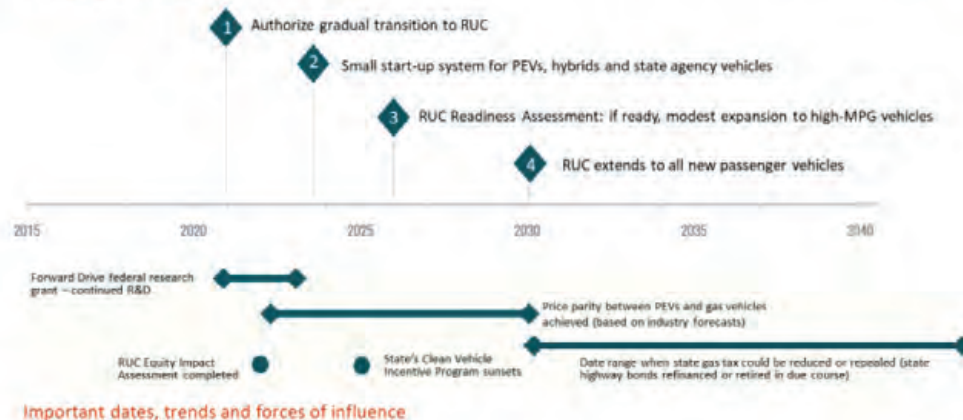 1 Authorize gradual transition to RUC
2 Small start-up system for PEVs, hybrids and state agency vehicles
3 RUC Readiness Assessment: if ready, modest expansion to high-MPG vehicles
4 RUC extends to all new passenger vehicles
2015 2020 2025 2030 2035 2040
Forward Drive federal research
grant – continued R&D
Price parity between PEVs and gas vehicles
achieved (based on industry forecasts)
RUC Equity Impact
Assessment completed
State's Clean Vehicle
Incentive Program sunsets
Date range when state gas tax could be reduced or repealed (state
highway bonds refinanced or retired in due course)
Important dates, trends and forces of influence